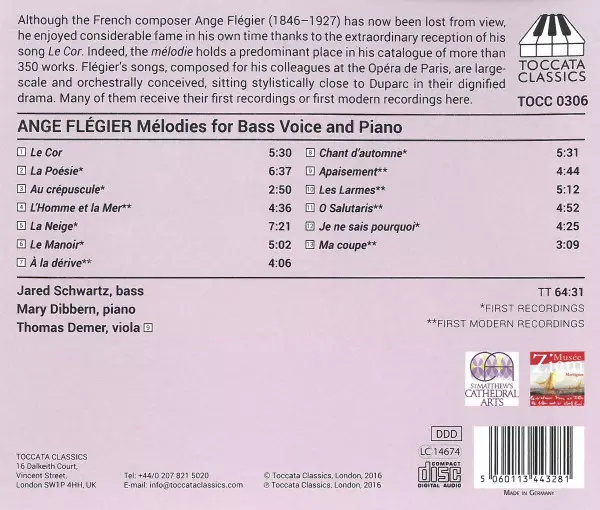 Although the French composer Ange Flégier (1846–1927) has now been lost from view,
he enjoyed considerable fame in his own time thanks to the extraordinary reception of his
song Le Cor. Indeed, the mélodie holds a predominant place in his catalogue of more than
350 works. Flégier's songs, composed for his colleagues at the Opéra de Paris, are large-
scale and orchestrally conceived, sitting stylistically close to Duparc in their dignified
drama. Many of them receive their first recordings or first modern recordings here.
TOCCATA
CLASSICS
TOCC 0306
ANGE FLÉGIER Mélodies for Bass Voice and Piano
1 Le Cor 5:30
2 La Poésie* 6:37
3 Au crépuscule* 2:50
4 L'Homme et la Mer** 4:36
5 La Neige* 7:21
6 Le Manoir* 5:02
7 À la dérive** 4:06
8 Chant d'automne* 5:31
9 Apaisement** 4:44
10 Les Larmes** 5:12
11 O Salutaris** 4:52
12 Je ne sais pourquoi* 4:25
13 Ma coupe** 3:09
Jared Schwartz, bass
Mary Dibbern, piano
Thomas Demer, viola 9
TT 64:31
*FIRST RECORDINGS
**FIRST MODERN RECORDINGS
ST MATTHEW'S
CATHEDRAL
ARTS
Musée
DDD
LC 14674
COMPACT
disc
DIGITAL AUDIO
5 060113 443281
MADE IN GERMANY
TOCCATA CLASSICS
16 Dalkeith Court,
Vincent Street,
London SW1P 4HH, UK
Tel: +44/0 207 821 5020
E-mail: info@toccataclassics.com
© Toccata Classics, London, 2016
℗ Toccata Classics, London, 2016